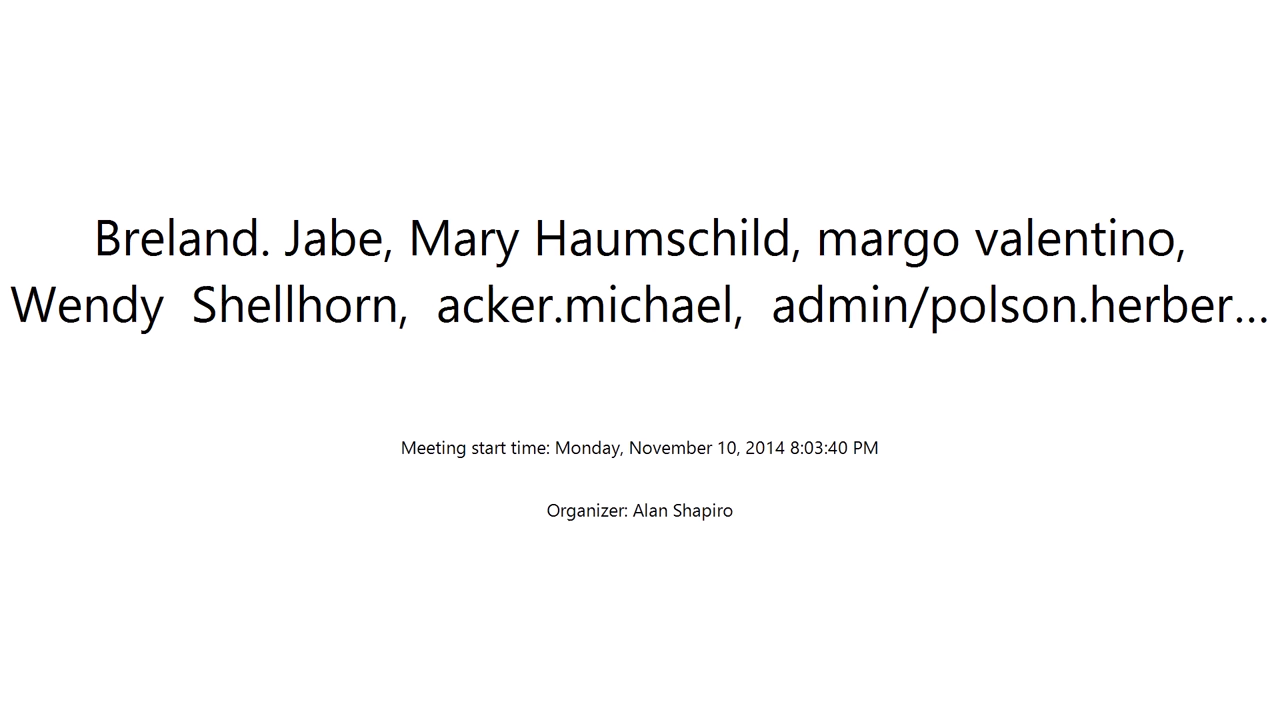 Breland. Jabe, Mary Haumschild, margo valentino,
Wendy Shellhorn, acker.michael, admin/polson.herber...
Meeting start time: Monday, November 10, 2014 8:03:40 PM
Organizer: Alan Shapiro